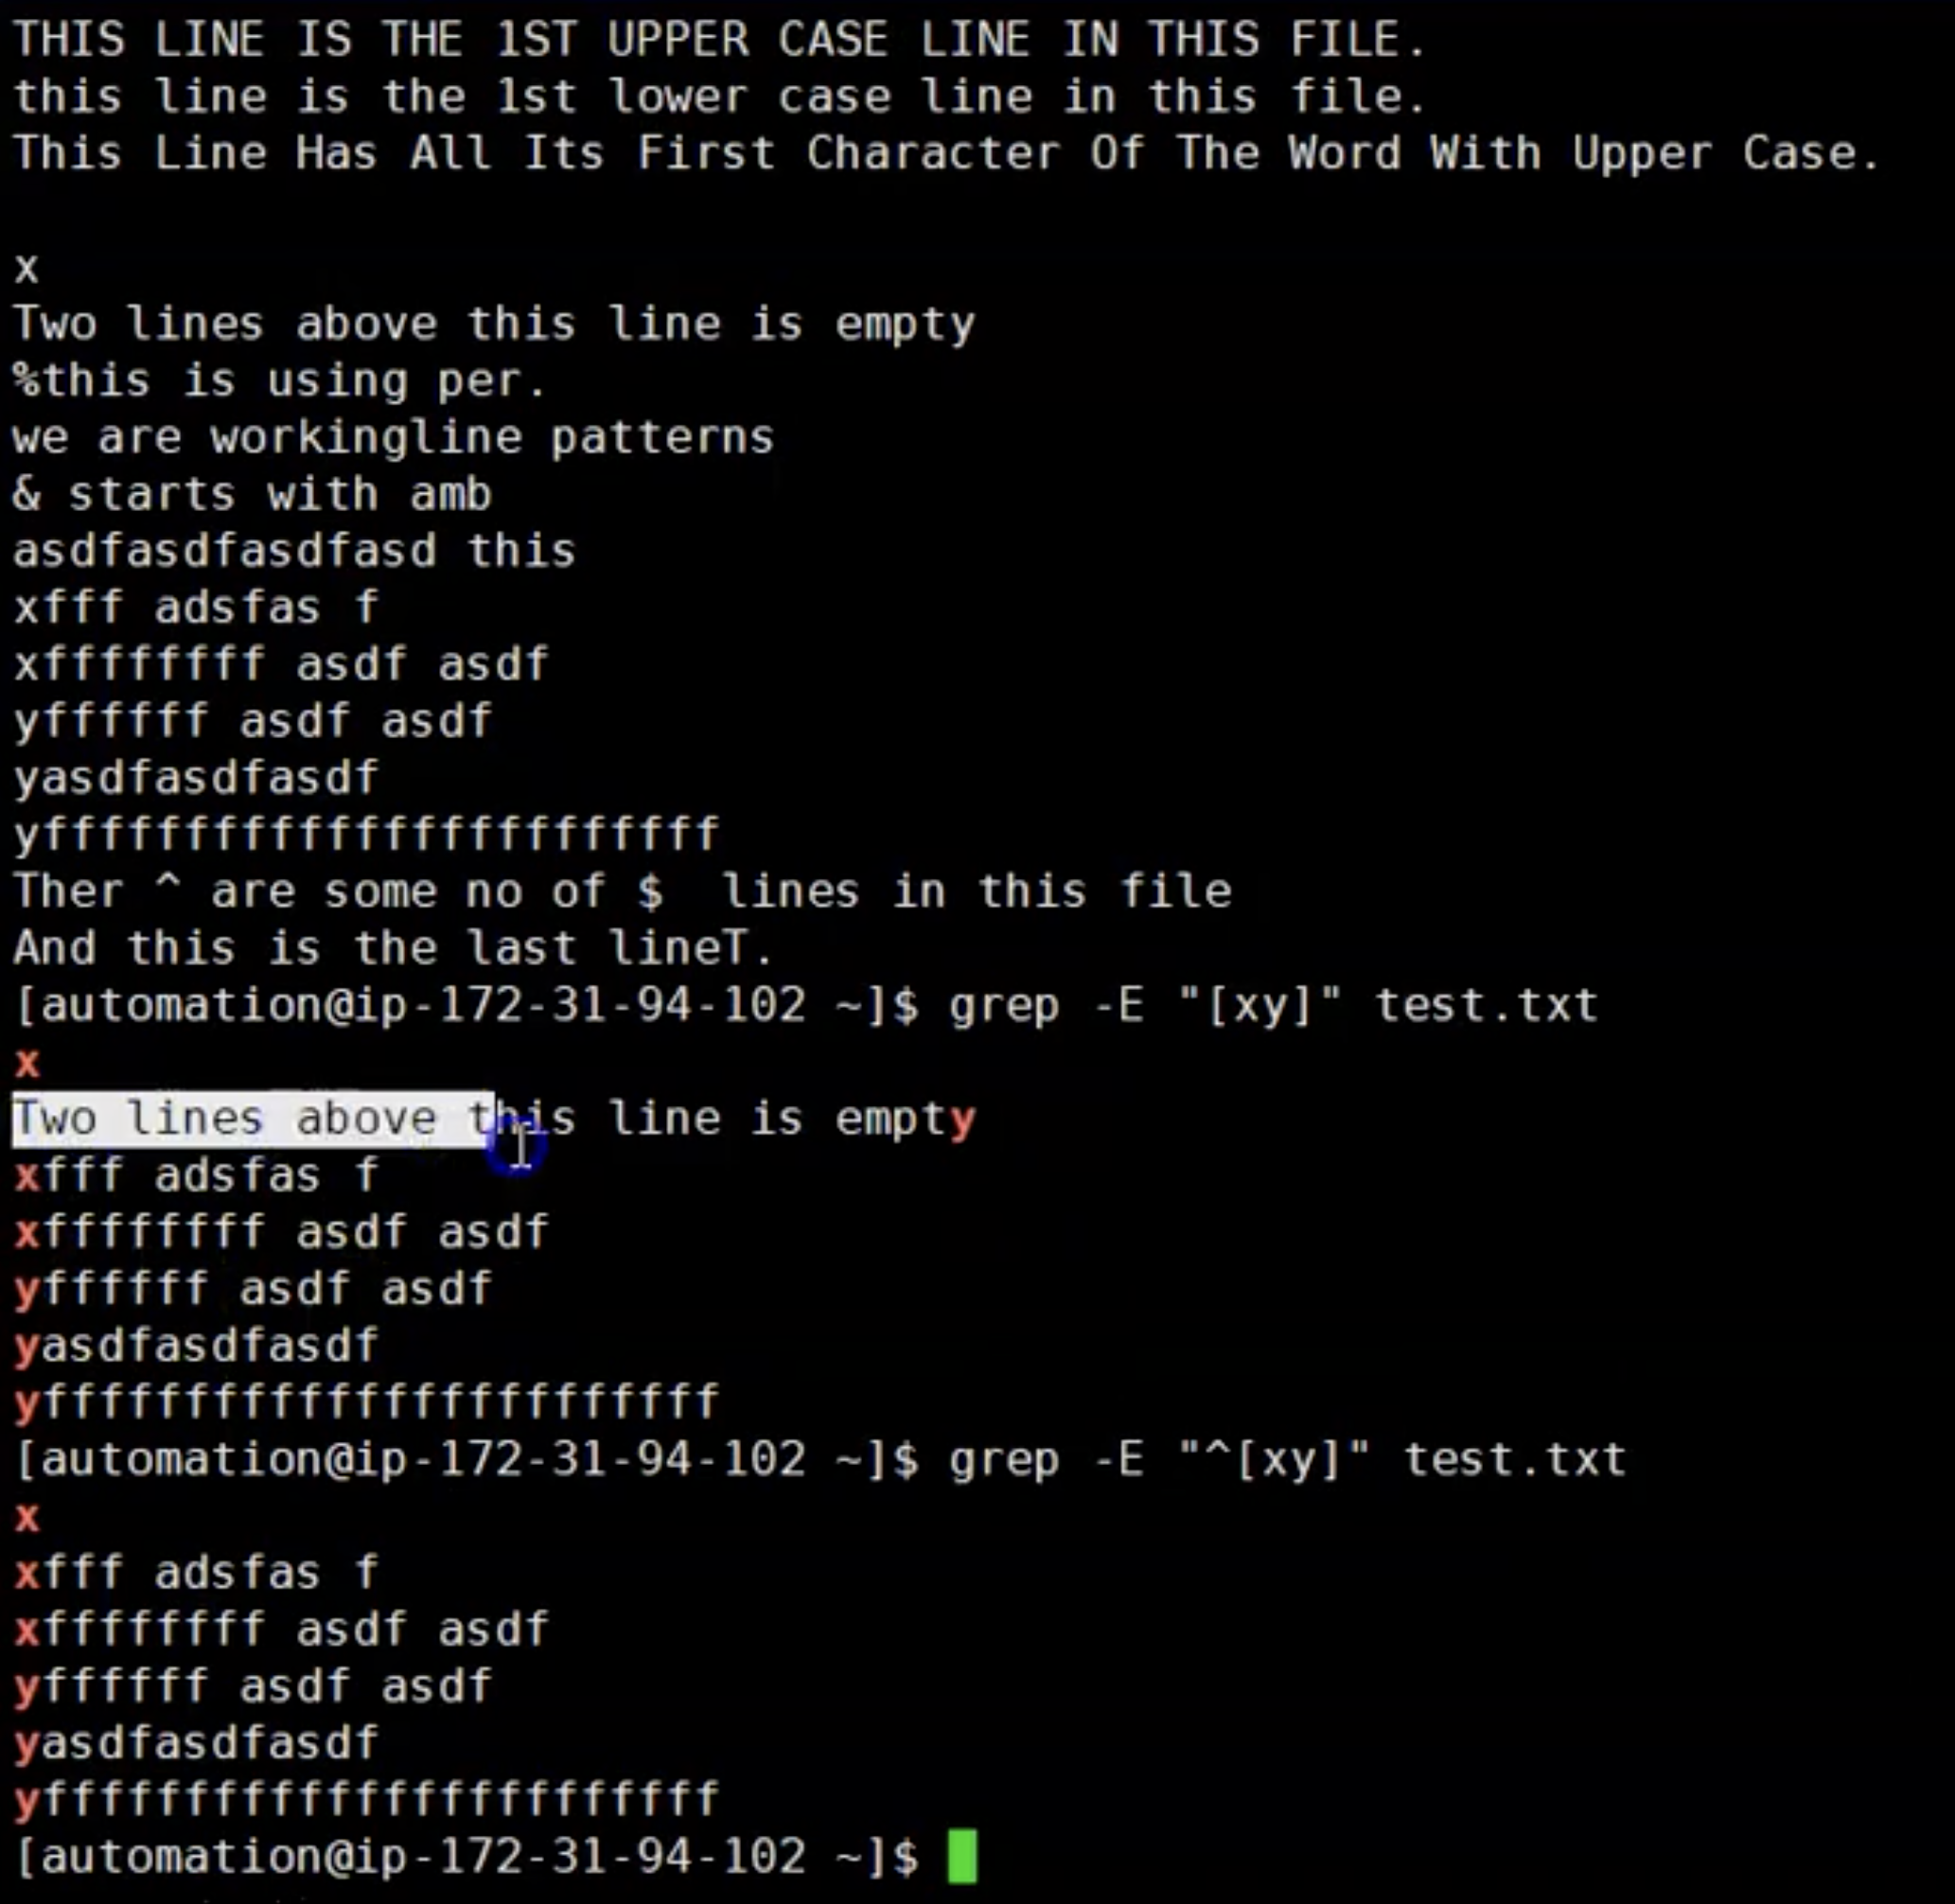 THIS LINE IS THE 1ST UPPER CASE LINE IN THIS FILE.
this line is the 1st lower case line in this file.
This Line Has All Its First Character Of The Word With Upper Case.

x
Two lines above this line is empty
%this is using per.
we are workingline patterns
& starts with amb
asdfasdfasdfasd this
xfff adsfas f
xffffffff asdf asdf
yffffff asdf asdf
yasdfasdfasdf
yffffffffffffffffffffffff
Ther ^ are some no of $  lines in this file
And this is the last lineT.
[automation@ip-172-31-94-102 ~]$ grep -E "[xy]" test.txt
x
Two lines above this line is empty
xfff adsfas f
xffffffff asdf asdf
yffffff asdf asdf
yasdfasdfasdf
yffffffffffffffffffffffff
[automation@ip-172-31-94-102 ~]$ grep -E "^[xy]" test.txt
x
xfff adsfas f
xffffffff asdf asdf
yffffff asdf asdf
yasdfasdfasdf
yffffffffffffffffffffffff
[automation@ip-172-31-94-102 ~]$